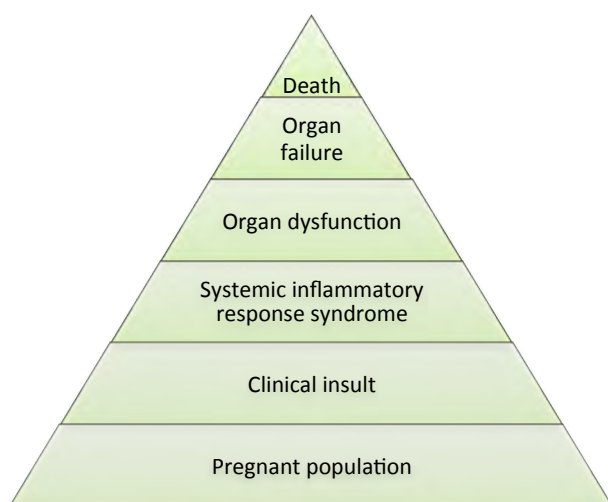 Death
Organ
failure
Organ dysfunction
Systemic inflammatory
response syndrome
Clinical insult
Pregnant population